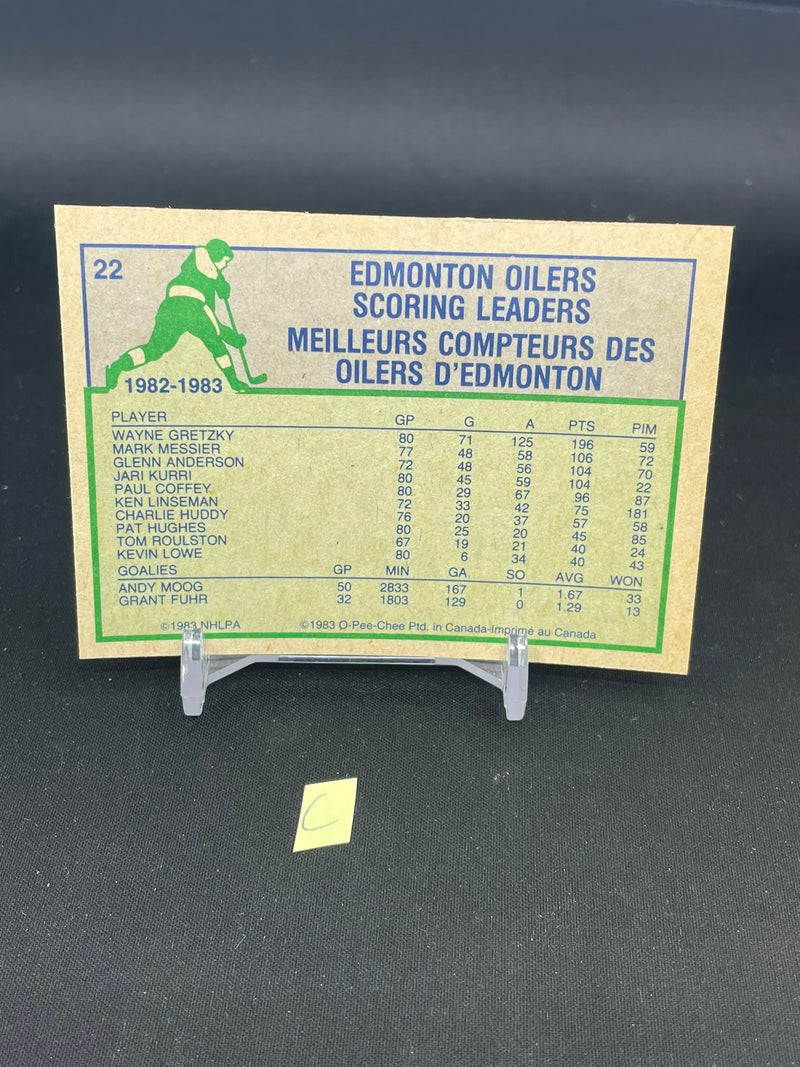 22
EDMONTON OILERS
SCORING LEADERS
MEILLEURS COMPTEURS DES
OILERS D'EDMONTON
1982-1983
PLAYER GP G A PTS PIM
WAYNE GRETZKY 80 71 125 196 59
MARK MESSIER 77 48 58 106 72
GLENN ANDERSON 72 48 56 104 70
JARI KURRI 80 45 59 104 22
PAUL COFFEY 80 29 67 96 87
KEN LINSEMAN 72 33 42 75 181
CHARLIE HUDDY 76 20 37 57 58
PAT HUGHES 80 25 20 45 85
TOM ROULSTON 67 19 21 40 24
KEVIN LOWE 80 6 34 40 43
GOALIES GP MIN GA SO AVG WON
ANDY MOOG 50 2833 167 1 1.67 33
GRANT FUHR 32 1803 129 0 1.29 13
©1983 NHLPA ©1983 O-Pee-Chee Ptd. in Canada-Imprimé au Canada
C